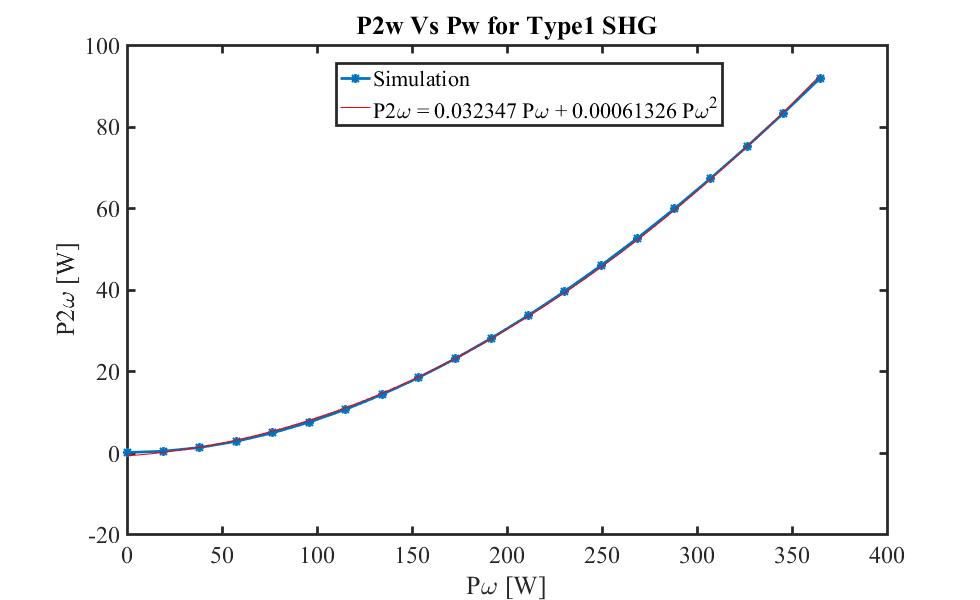 P2w Vs Pw for Type1 SHG
100
80
60
40
20
0
-20
P2ω [W]
Simulation
P2ω = 0.032347 Pω + 0.00061326 Pω²
0 50 100 150 200 250 300 350 400
Pω [W]